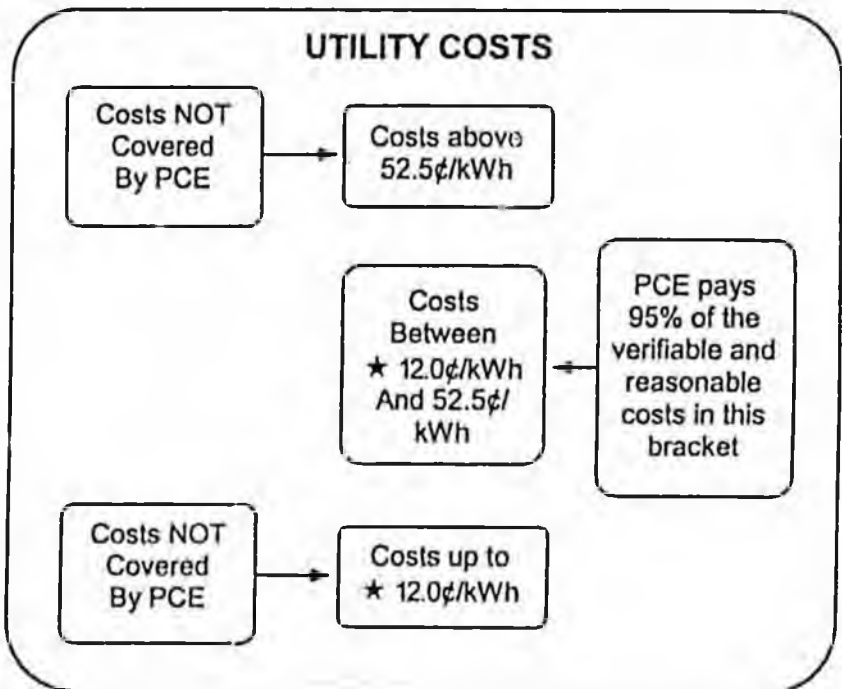 UTILITY COSTS
Costs NOT
Covered
By PCE
Costs above
52.5¢/kWh
Costs
Between
★ 12.0¢/kWh
And 52.5¢/
kWh
PCE pays
95% of the
verifiable and
reasonable
costs in this
bracket
Costs NOT
Covered
By PCE
Costs up to
★ 12.0¢/kWh